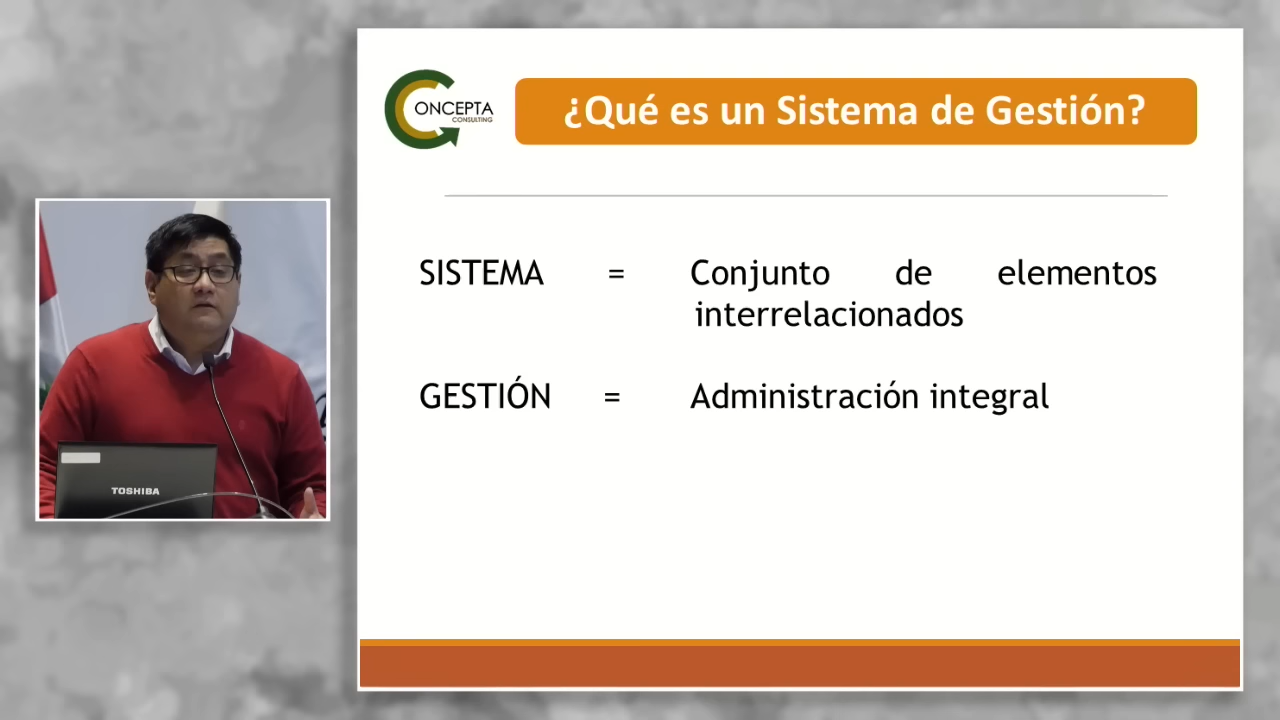 ONCEPTA
CONSULTING
¿Qué es un Sistema de Gestión?
SISTEMA = Conjunto de elementos
interrelacionados
GESTIÓN = Administración integral
TOSHIBA